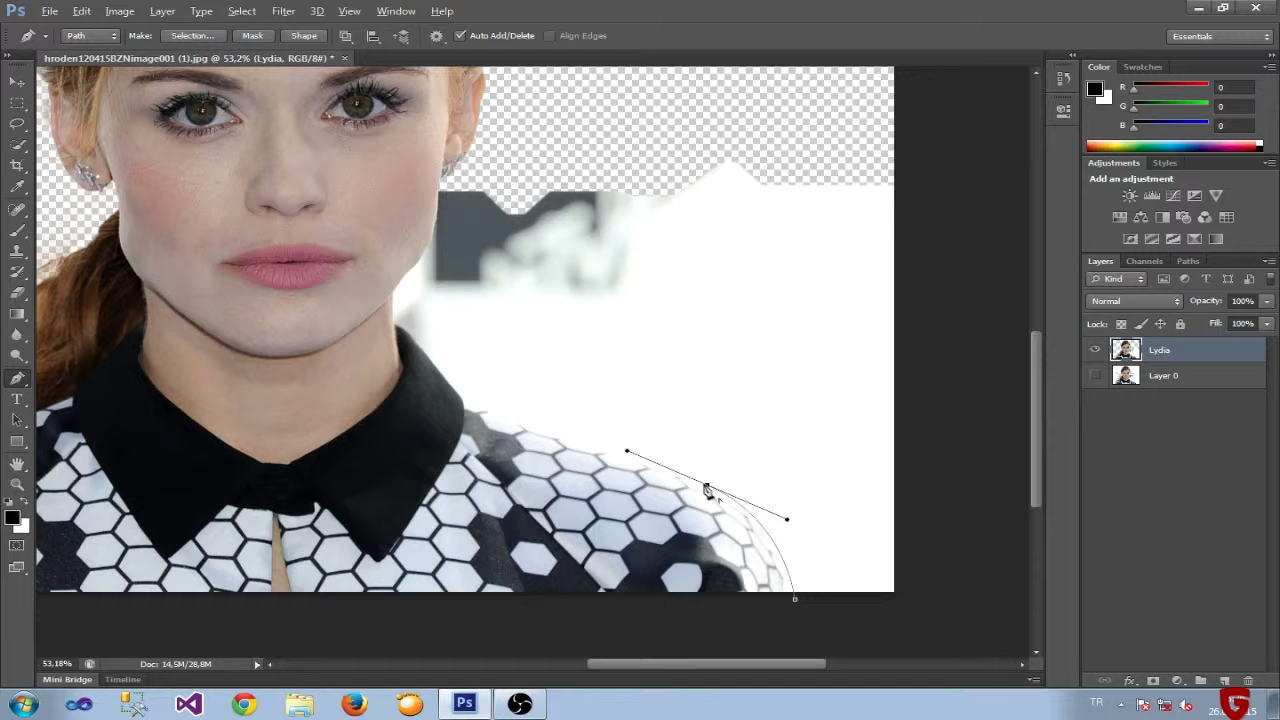 Ps File Edit Image Layer Type Select Filter 3D View Window Help
Path Make: Selection... Mask Shape Auto Add/Delete Align Edges Essentials
hroden120415BZNimage001 (1).jpg @ 53,2% (Lydia, RGB/8#) *
Color Swatches
R 0
G 0
B 0
Adjustments Styles
Add an adjustment
Layers Channels Paths
Kind
Normal Opacity: 100%
Lock: Fill: 100%
Lydia
Layer 0
53,18% Doc: 14,5M/28,8M
Mini Bridge Timeline
Ps TR